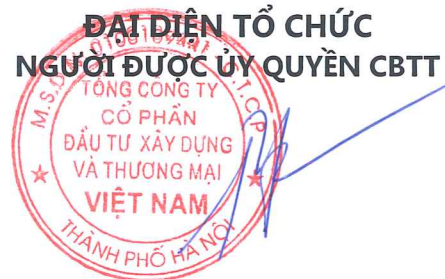 ĐẠI DIỆN TỔ CHỨC
NGƯỜI ĐƯỢC ỦY QUYỀN CBTT
TỔNG CÔNG TY
CỔ PHẦN
ĐẦU TƯ XÂY DỰNG
VÀ THƯƠNG MẠI
VIỆT NAM
THÀNH PHỐ HÀ NỘI